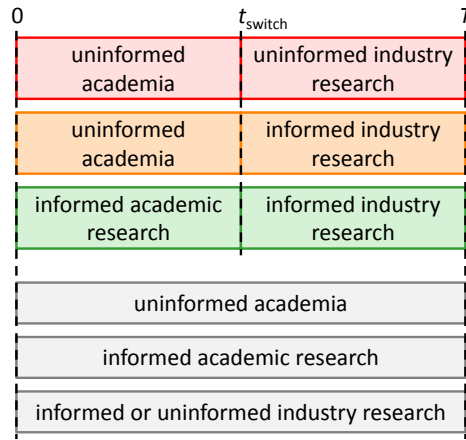 0 t_switch T
uninformed academia
uninformed industry research
uninformed academia
informed industry research
informed academic research
informed industry research
uninformed academia
informed academic research
informed or uninformed industry research